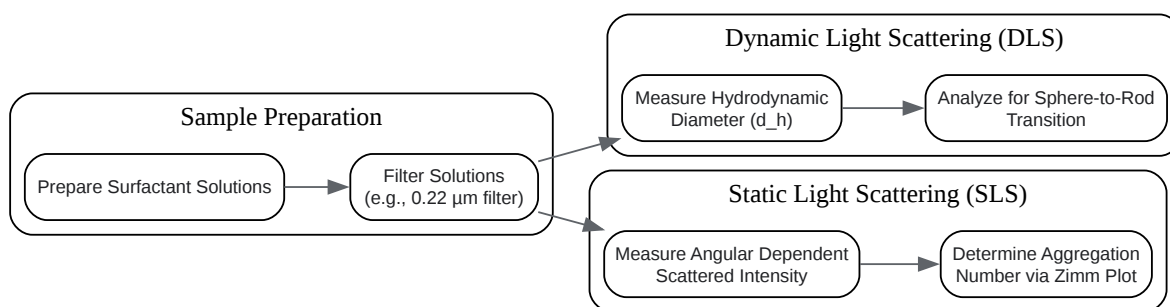 Sample Preparation
Prepare Surfactant Solutions
Filter Solutions
(e.g., 0.22 µm filter)
Dynamic Light Scattering (DLS)
Measure Hydrodynamic
Diameter (d_h)
Analyze for Sphere-to-Rod
Transition
Static Light Scattering (SLS)
Measure Angular Dependent
Scattered Intensity
Determine Aggregation
Number via Zimm Plot